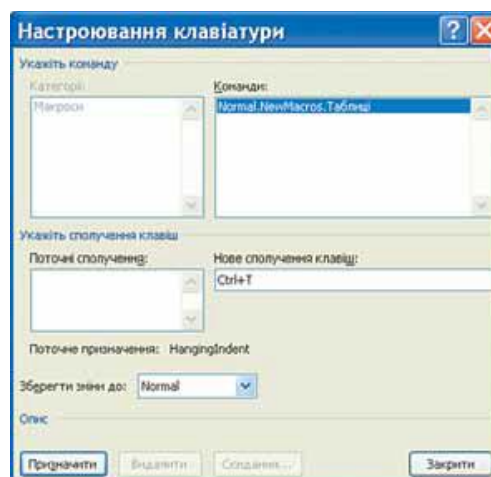 Настроювання клавіатури
Укажіть команду
Категорії:
Команди:
Макроси
Normal.NewMacros.Таблиці
Укажіть сполучення клавіш
Поточні сполучення:
Нове сполучення клавіш:
Ctrl+T
Поточне призначення: HangingIndent
Зберегти зміни до: Normal
Опис
Призначити Видалити Закрити